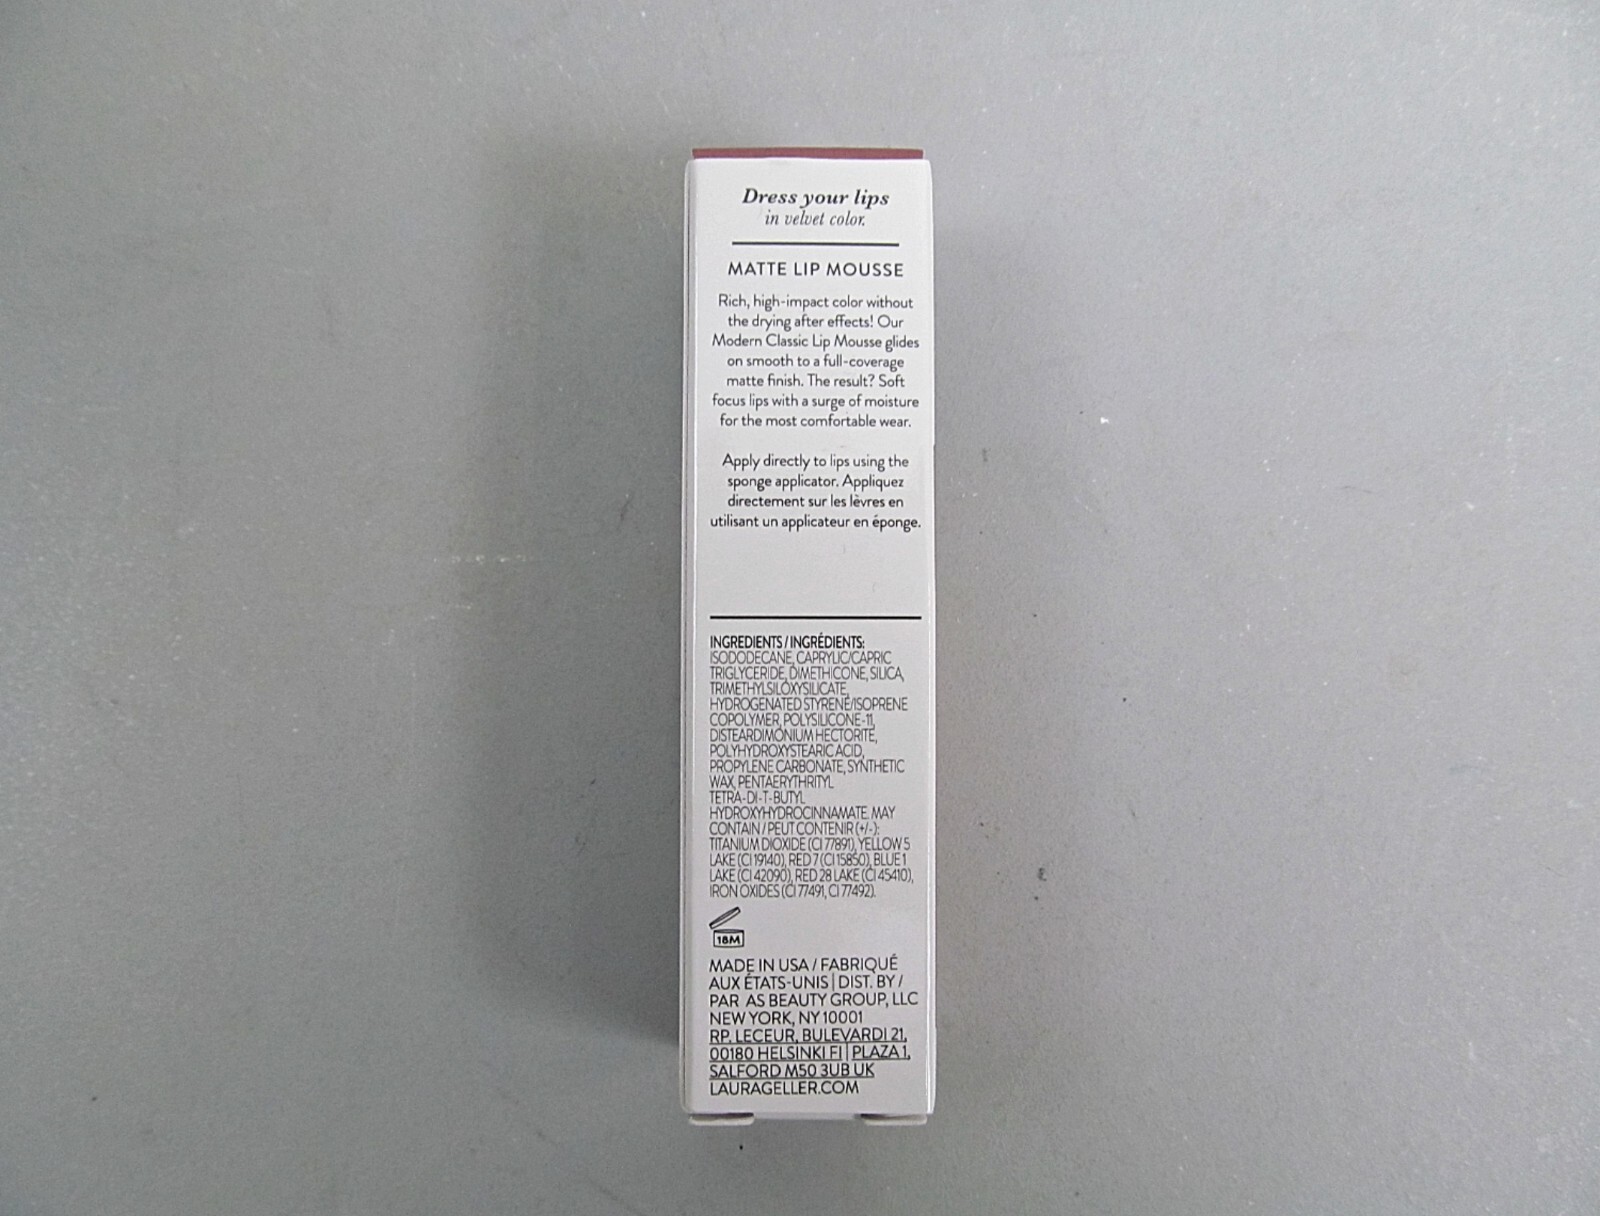 Dress your lips
in velvet color.
MATTE LIP MOUSSE
Rich, high-impact color without
the drying after effects! Our
Modern Classic Lip Mousse glides
on smooth to a full-coverage
matte finish. The result? Soft
focus lips with a surge of moisture
for the most comfortable wear.
Apply directly to lips using the
sponge applicator. Appliquez
directement sur les lèvres en
utilisant un applicateur en éponge.
INGREDIENTS / INGRÉDIENTS:
ISODODECANE, CAPRYLIC/CAPRIC
TRIGLYCERIDE, DIMETHICONE, SILICA,
TRIMETHYLSILOXYSILICATE,
HYDROGENATED STYRENE/ISOPRENE
COPOLYMER, POLYSILICONE-11,
DISTEARDIMONIUM HECTORITE,
POLYHYDROXYSTEARIC ACID,
PROPYLENE CARBONATE, SYNTHETIC
WAX, PENTAERYTHRITYL
TETRA-DI-T-BUTYL
HYDROXYHYDROCINNAMATE. MAY
CONTAIN / PEUT CONTENIR (+/-):
TITANIUM DIOXIDE (CI 77891), YELLOW 5
LAKE (CI 19140), RED 7 (CI 15850), BLUE 1
LAKE (CI 42090), RED 28 LAKE (CI 45410),
IRON OXIDES (CI 77491, CI 77492).
18M
MADE IN USA / FABRIQUÉ
AUX ÉTATS-UNIS | DIST. BY /
PAR AS BEAUTY GROUP, LLC
NEW YORK, NY 10001
RP. LECEUR, BULEVARDI 21,
00180 HELSINKI FI | PLAZA 1,
SALFORD M50 3UB UK
LAURAGELLER.COM